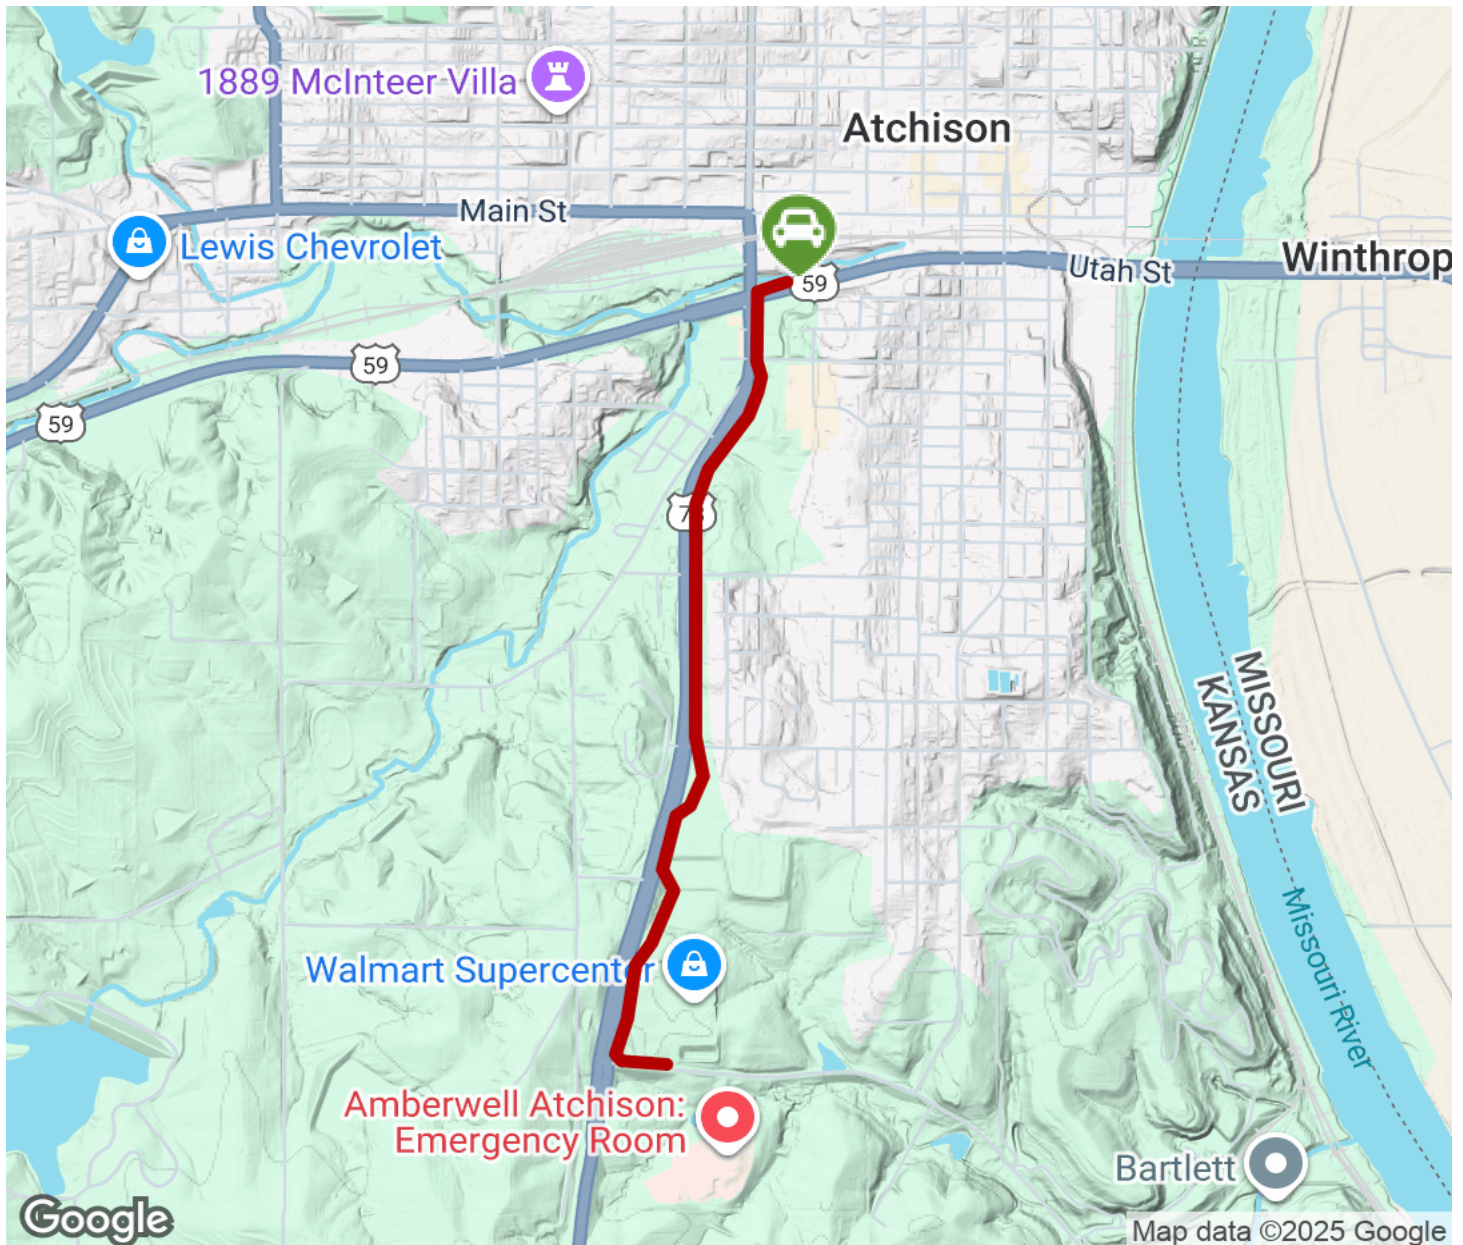 1889 McInteer Villa
Atchison
Main St
Lewis Chevrolet
Winthrop
Utah St
59
59
59
MISSOURI
KANSAS
Missouri River
Walmart Supercenter
Amberwell Atchison:
Emergency Room
Bartlett
Google
Map data ©2025 Google